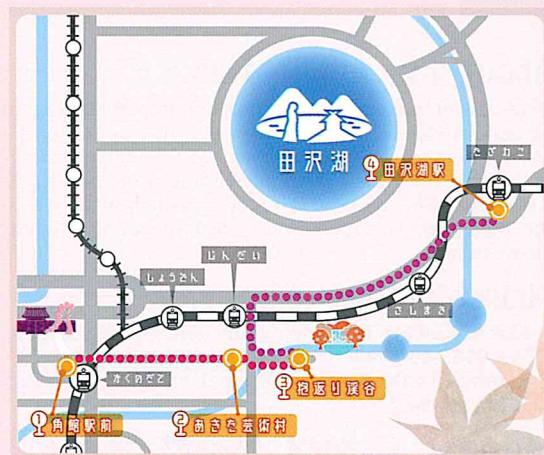 田沢湖
たざわこ
④田沢湖駅
じんだい
しょうでん
さしまき
かくのだて
③抱返り渓谷
①角館駅前
②あきた芸術村